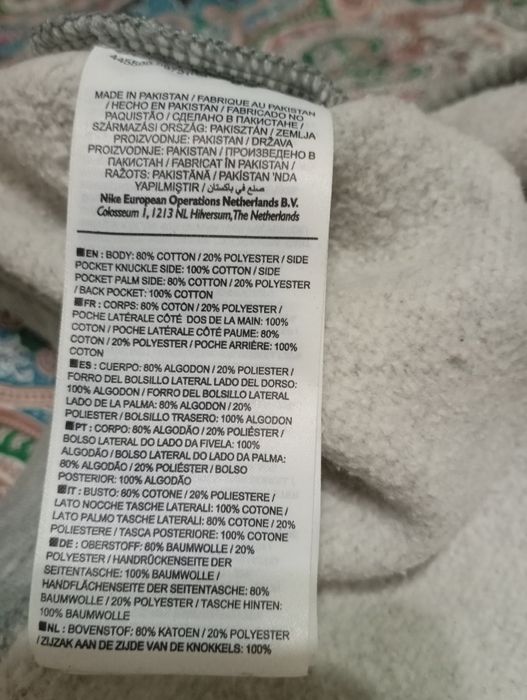 MADE IN PAKISTAN / FABRIQUE AU PAKISTAN
/ HECHO EN PAKISTAN / FABRICADO NO
PAQUISTÃO / СДЕЛАНО В ПАКИСТАНЕ /
SZÁRMAZÁSI ORSZÁG: PAKISZTÁN / ZEMLJA
PROIZVODNJE: PAKISTAN / DRŽAVA
PROIZVODNJE: PAKISTAN / ПРОИЗВЕДЕНО В
ПАКИСТАН / FABRICAT ÎN PAKISTAN /
RAŽOTS: PAKISTĀNĀ / PAKİSTAN 'NDA
YAPILMIŞTIR / صنع في باكستان
Nike European Operations Netherlands B.V.
Colosseum 1, 1213 NL Hilversum, The Netherlands
EN : BODY: 80% COTTON / 20% POLYESTER / SIDE
POCKET KNUCKLE SIDE: 100% COTTON / SIDE
POCKET PALM SIDE: 80% COTTON / 20% POLYESTER
/ BACK POCKET: 100% COTTON
FR : CORPS: 80% COTON / 20% POLYESTER /
POCHE LATÉRALE CÔTÉ DOS DE LA MAIN: 100%
COTON / POCHE LATÉRALE CÔTÉ PAUME: 80%
COTON / 20% POLYESTER / POCHE ARRIÈRE: 100%
COTON
ES : CUERPO: 80% ALGODON / 20% POLIESTER /
FORRO DEL BOLSILLO LATERAL LADO DEL DORSO:
100% ALGODON / FORRO DEL BOLSILLO LATERAL
LADO DE LA PALMA: 80% ALGODON / 20%
POLIESTER / BOLSILLO TRASERO: 100% ALGODON
PT : CORPO: 80% ALGODÃO / 20% POLIÉSTER /
BOLSO LATERAL DO LADO DA FIVELA: 100%
ALGODÃO / BOLSO LATERAL DO LADO DA PALMA:
80% ALGODÃO / 20% POLIÉSTER / BOLSO
POSTERIOR: 100% ALGODÃO
IT : BUSTO: 80% COTONE / 20% POLIESTERE /
LATO NOCCHE TASCHE LATERALI: 100% COTONE /
LATO PALMO TASCHE LATERALI: 80% COTONE / 20%
POLIESTERE / TASCA POSTERIORE: 100% COTONE
DE : OBERSTOFF: 80% BAUMWOLLE / 20%
POLYESTER / HANDRÜCKENSEITE DER
SEITENTASCHE: 100% BAUMWOLLE /
HANDFLÄCHENSEITE DER SEITENTASCHE: 80%
BAUMWOLLE / 20% POLYESTER / TASCHE HINTEN:
100% BAUMWOLLE
NL : BOVENSTOF: 80% KATOEN / 20% POLYESTER
/ ZIJZAK AAN DE ZIJDE VAN DE KNOKKELS: 100%